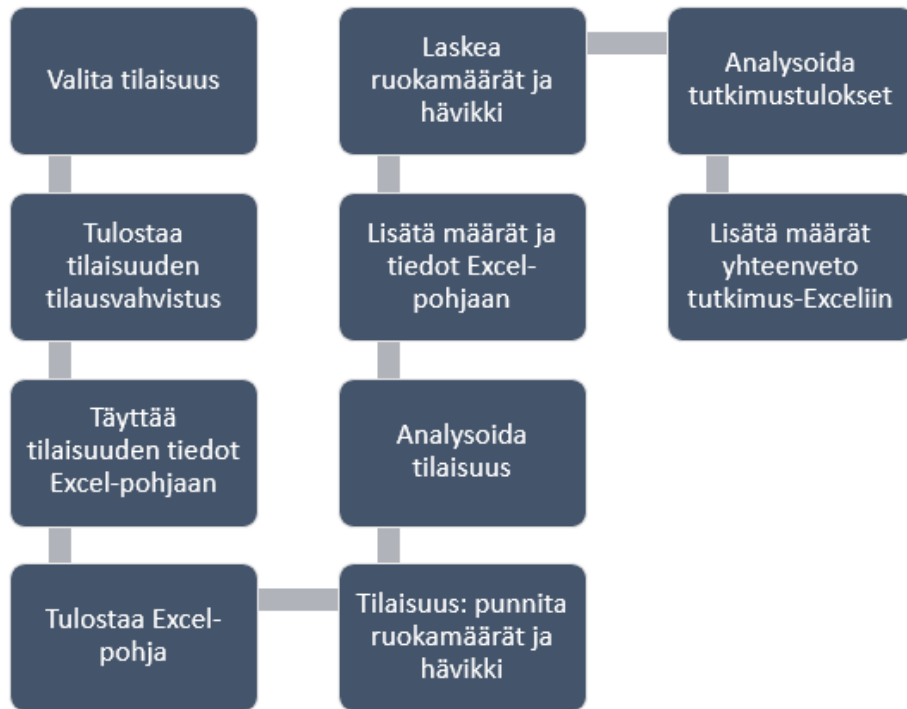 Valita tilaisuus
Tulostaa
tilaisuuden
tilausvahvistus
Täyttää
tilaisuuden tiedot
Excel-pohjaan
Tulostaa Excel-
pohja
Tilaisuus: punnita
ruokamäärät ja
hävikki
Analysoida
tilaisuus
Lisätä määrät ja
tiedot Excel-
pohjaan
Laskea
ruokamäärät ja
hävikki
Analysoida
tutkimustulokset
Lisätä määrät
yhteenveto
tutkimus-Exceliin